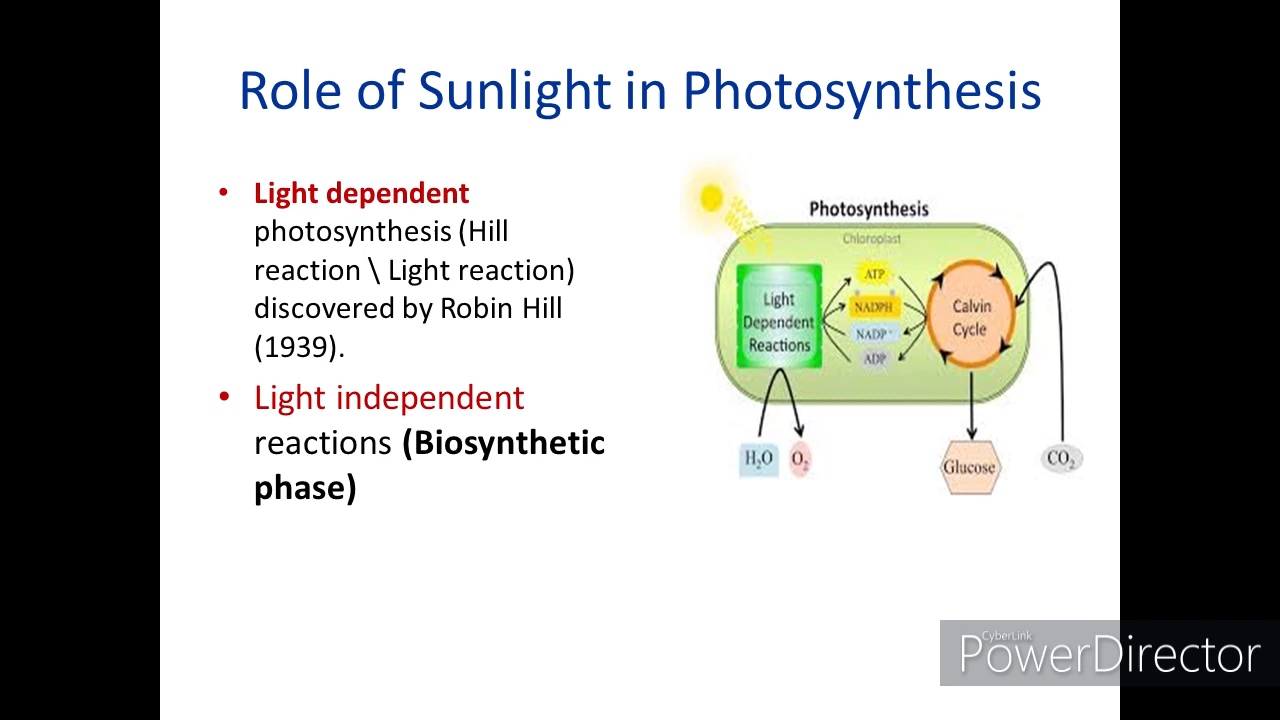 Role of Sunlight in Photosynthesis
• Light dependent
photosynthesis (Hill
reaction \ Light reaction)
discovered by Robin Hill
(1939).
• Light independent
reactions (Biosynthetic
phase)
Photosynthesis
Chloroplast
Light
Dependent
Reactions
ATP
NADPH
NADP⁺
ADP
Calvin
Cycle
H₂O
O₂
Glucose
CO₂
CyberLink
PowerDirector